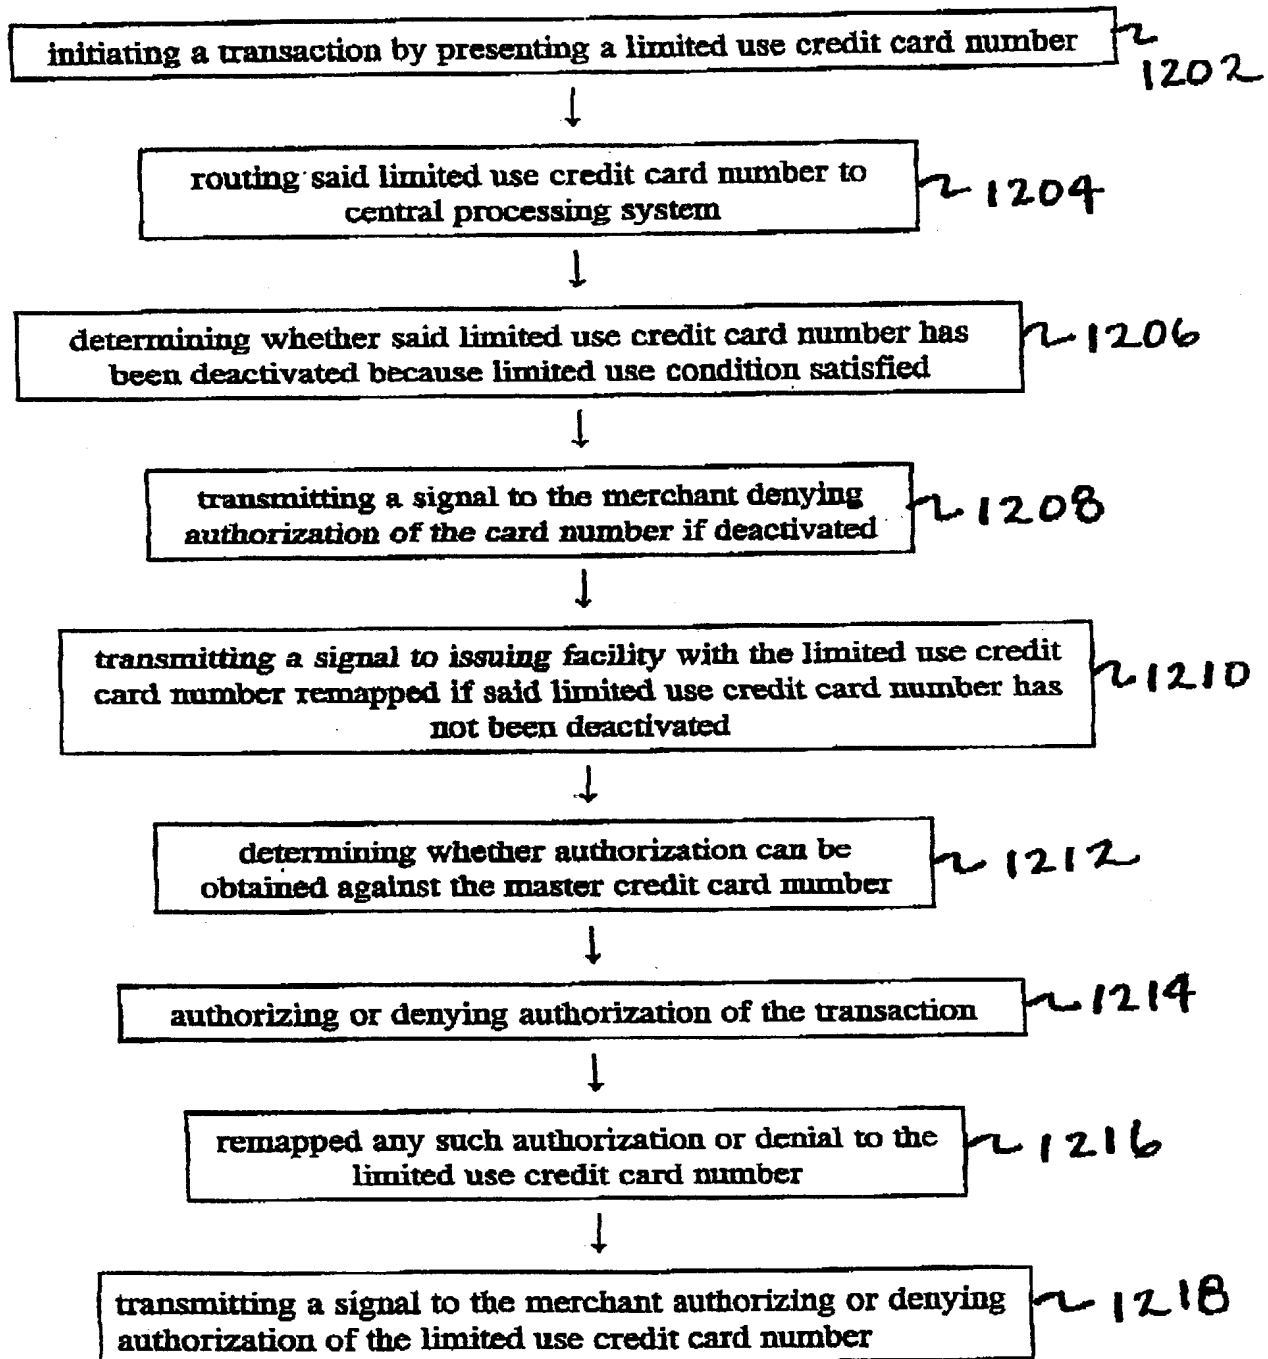 initiating a transaction by presenting a limited use credit card number
1202
routing said limited use credit card number to
central processing system
1204
determining whether said limited use credit card number has
been deactivated because limited use condition satisfied
1206
transmitting a signal to the merchant denying
authorization of the card number if deactivated
1208
transmitting a signal to issuing facility with the limited use credit
card number remapped if said limited use credit card number has
not been deactivated
1210
determining whether authorization can be
obtained against the master credit card number
1212
authorizing or denying authorization of the transaction
1214
remapped any such authorization or denial to the
limited use credit card number
1216
transmitting a signal to the merchant authorizing or denying
authorization of the limited use credit card number
1218